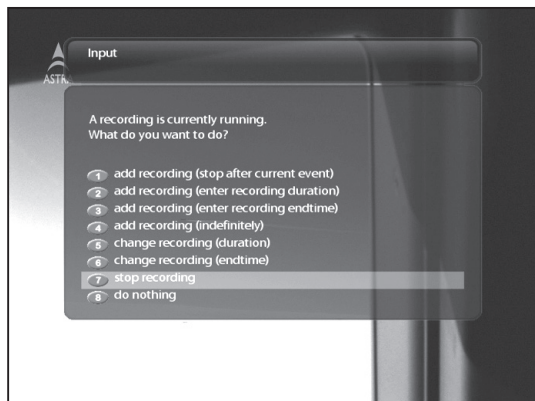 Input
ASTR
A recording is currently running.
What do you want to do?
1 add recording (stop after current event)
2 add recording (enter recording duration)
3 add recording (enter recording endtime)
4 add recording (indefinitely)
5 change recording (duration)
6 change recording (endtime)
7 stop recording
8 do nothing